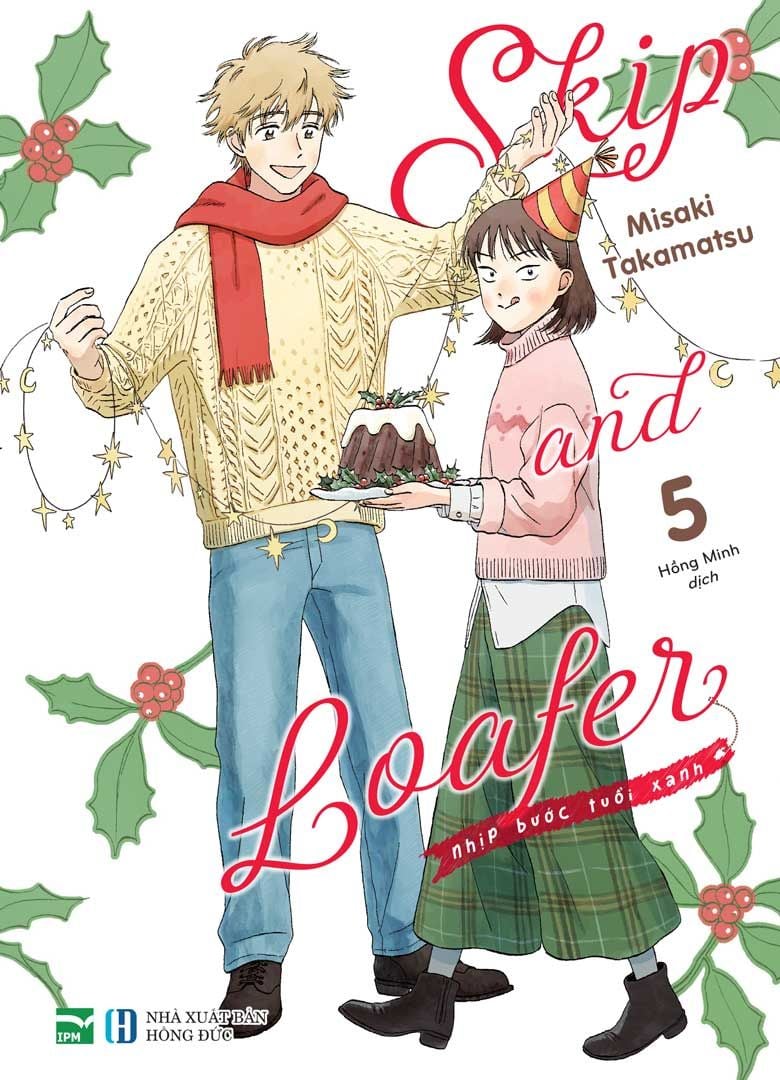 Skip
Misaki
Takamatsu
and
5
Hồng Minh
dịch
Loafer
nhịp bước tuổi xanh
IPM
NHÀ XUẤT BẢN
HỒNG ĐỨC